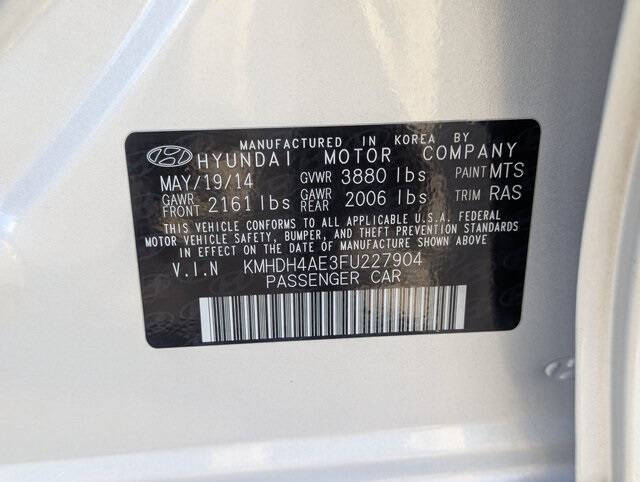 MANUFACTURED IN KOREA BY
HYUNDAI MOTOR COMPANY
MAY/19/14 GVWR 3880 lbs PAINT MTS
GAWR FRONT 2161 lbs GAWR REAR 2006 lbs TRIM RAS
THIS VEHICLE CONFORMS TO ALL APPLICABLE U.S.A. FEDERAL
MOTOR VEHICLE SAFETY, BUMPER, AND THEFT PREVENTION STANDARDS
IN EFFECT ON THE DATE OF MANUFACTURE SHOWN ABOVE.
V.I.N KMHDH4AE3FU227904
PASSENGER CAR